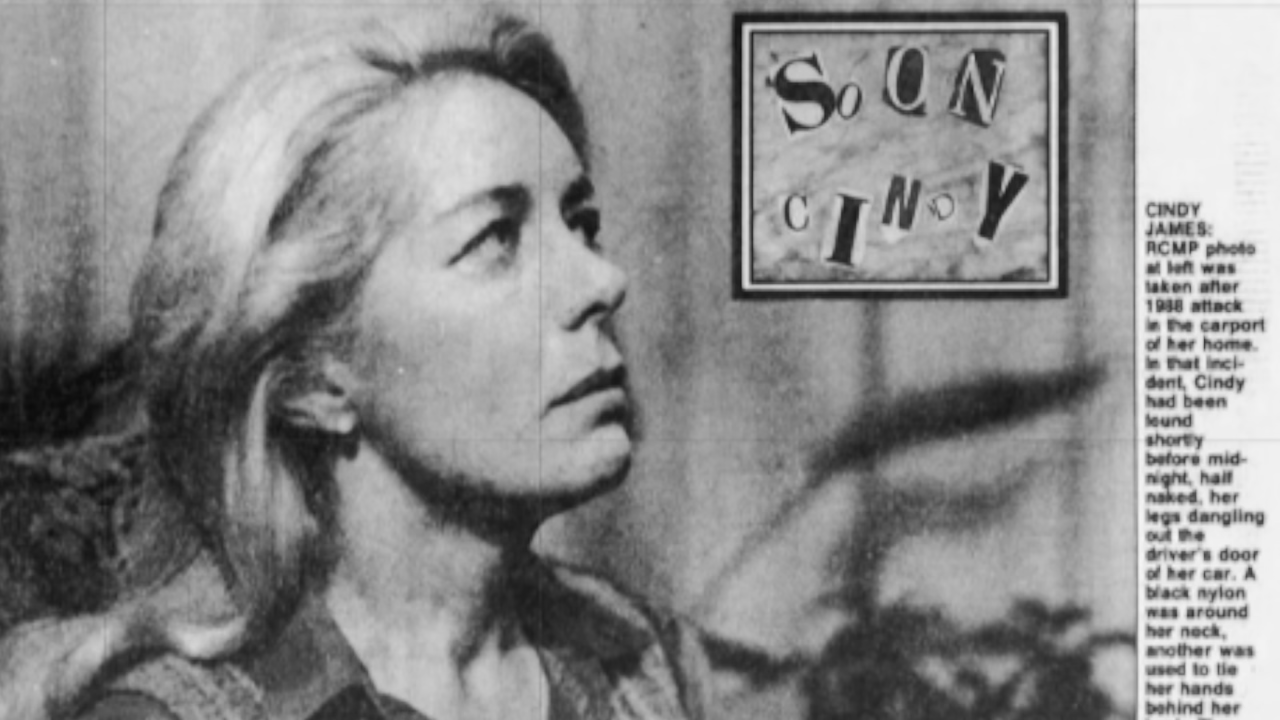 SoON
CINDY
CINDY
JAMES:
RCMP photo
at left was
taken after
1988 attack
in the carport
of her home.
In that inci-
dent, Cindy
had been
found
shortly
before mid-
night, half
naked, her
legs dangling
out the
driver's door
of her car. A
black nylon
was around
her neck,
another was
used to tie
her hands
behind her